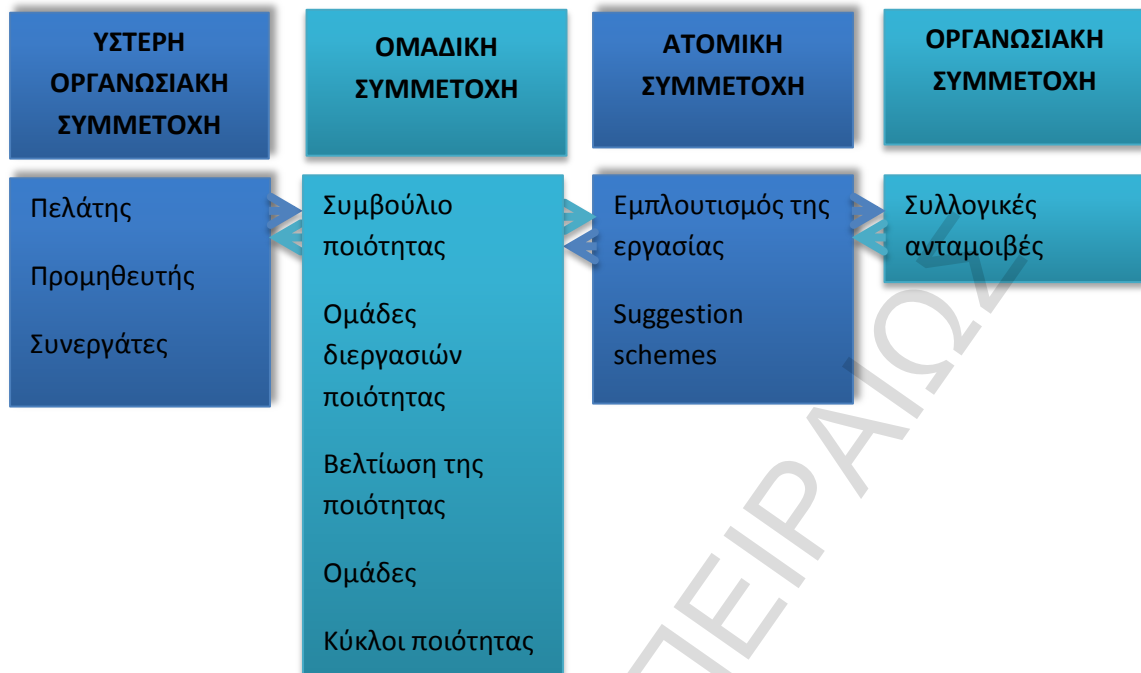 ΥΣΤΕΡΗ
ΟΡΓΑΝΩΣΙΑΚΗ
ΣΥΜΜΕΤΟΧΗ
ΟΜΑΔΙΚΗ
ΣΥΜΜΕΤΟΧΗ
ΑΤΟΜΙΚΗ
ΣΥΜΜΕΤΟΧΗ
ΟΡΓΑΝΩΣΙΑΚΗ
ΣΥΜΜΕΤΟΧΗ
Πελάτης
Προμηθευτής
Συνεργάτες
Συμβούλιο
ποιότητας
Ομάδες
διεργασιών
ποιότητας
Βελτίωση της
ποιότητας
Ομάδες
Κύκλοι ποιότητας
Εμπλουτισμός της
εργασίας
Suggestion
schemes
Συλλογικές
ανταμοιβές
ΠΕΙΡΑΙΩΣ